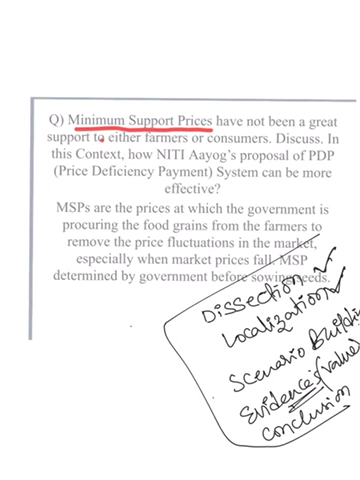 Q) Minimum Support Prices have not been a great
support to either farmers or consumers. Discuss. In
this Context, how NITI Aayog's proposal of PDP
(Price Deficiency Payment) System can be more
effective?
MSPs are the prices at which the government is
procuring the food grains from the farmers to
remove the price fluctuations in the market,
especially when market prices fall. MSP
determined by government before sowing seeds.
Dissection
Localization
Scenario
Evidence's (value
conclusion